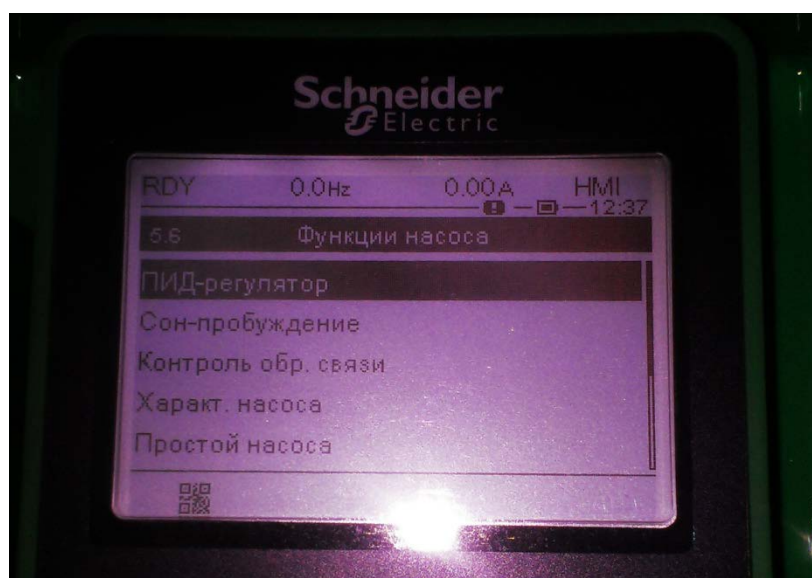 Schneider
Electric
RDY 0.0Hz 0.00A HMI
12:37
5.6 Функции насоса
ПИД-регулятор
Сон-пробуждение
Контроль обр. связи
Характ. насоса
Простой насоса